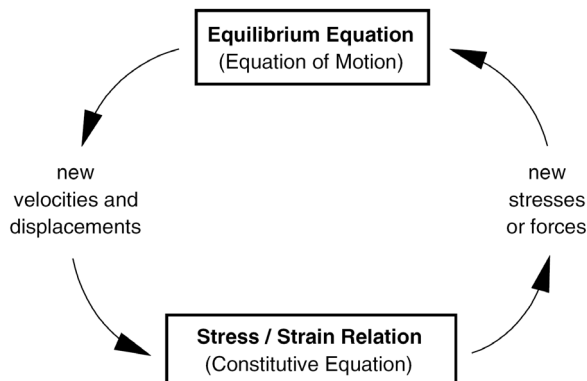 Equilibrium Equation
(Equation of Motion)
new
velocities and
displacements
new
stresses
or forces
Stress / Strain Relation
(Constitutive Equation)